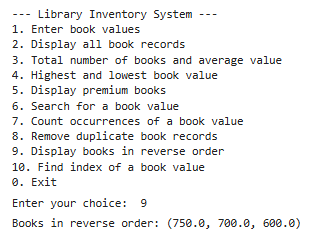 --- Library Inventory System ---
1. Enter book values
2. Display all book records
3. Total number of books and average value
4. Highest and lowest book value
5. Display premium books
6. Search for a book value
7. Count occurrences of a book value
8. Remove duplicate book records
9. Display books in reverse order
10. Find index of a book value
0. Exit
Enter your choice:  9
Books in reverse order: (750.0, 700.0, 600.0)